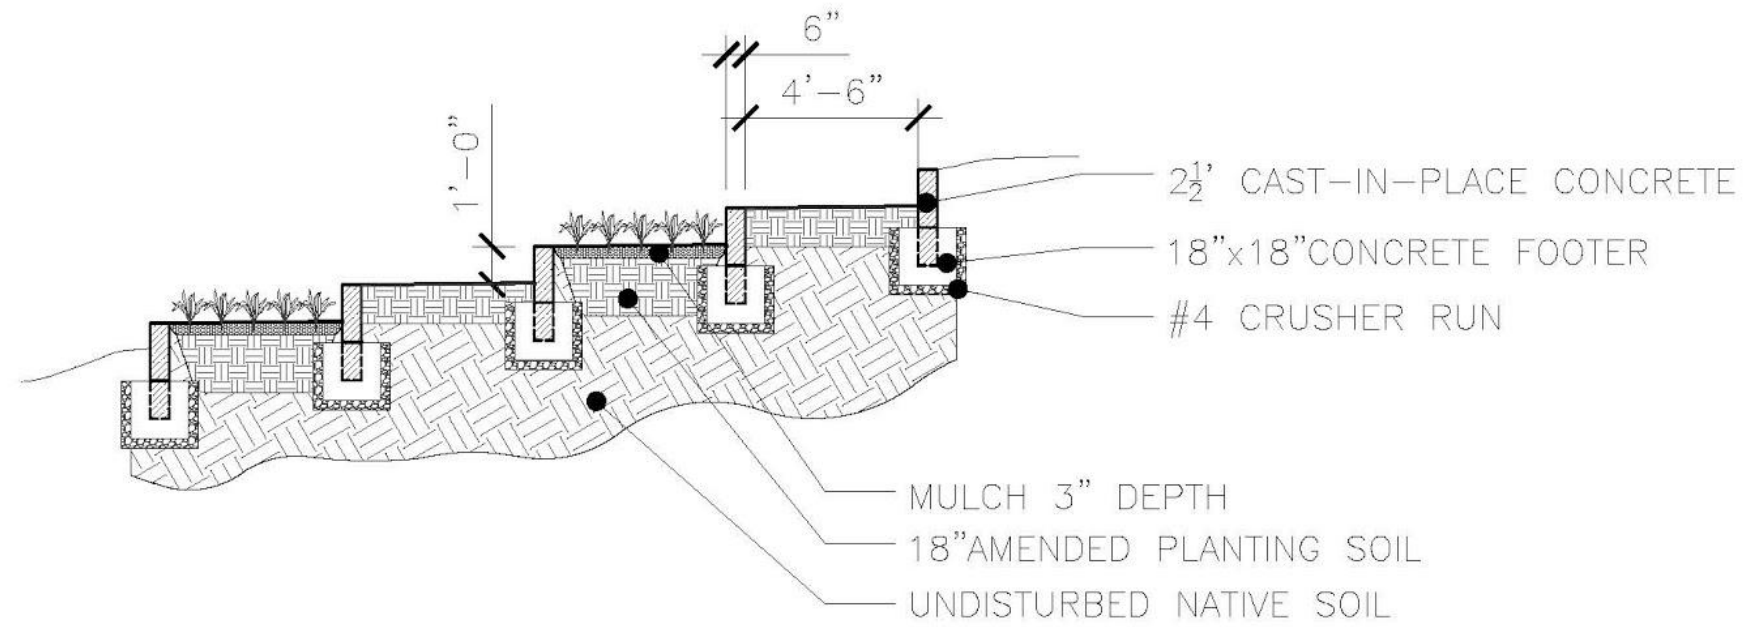 6”
4’-6”
1’-0”
2½’ CAST-IN-PLACE CONCRETE
18”x18”CONCRETE FOOTER
#4 CRUSHER RUN
MULCH 3” DEPTH
18”AMENDED PLANTING SOIL
UNDISTURBED NATIVE SOIL